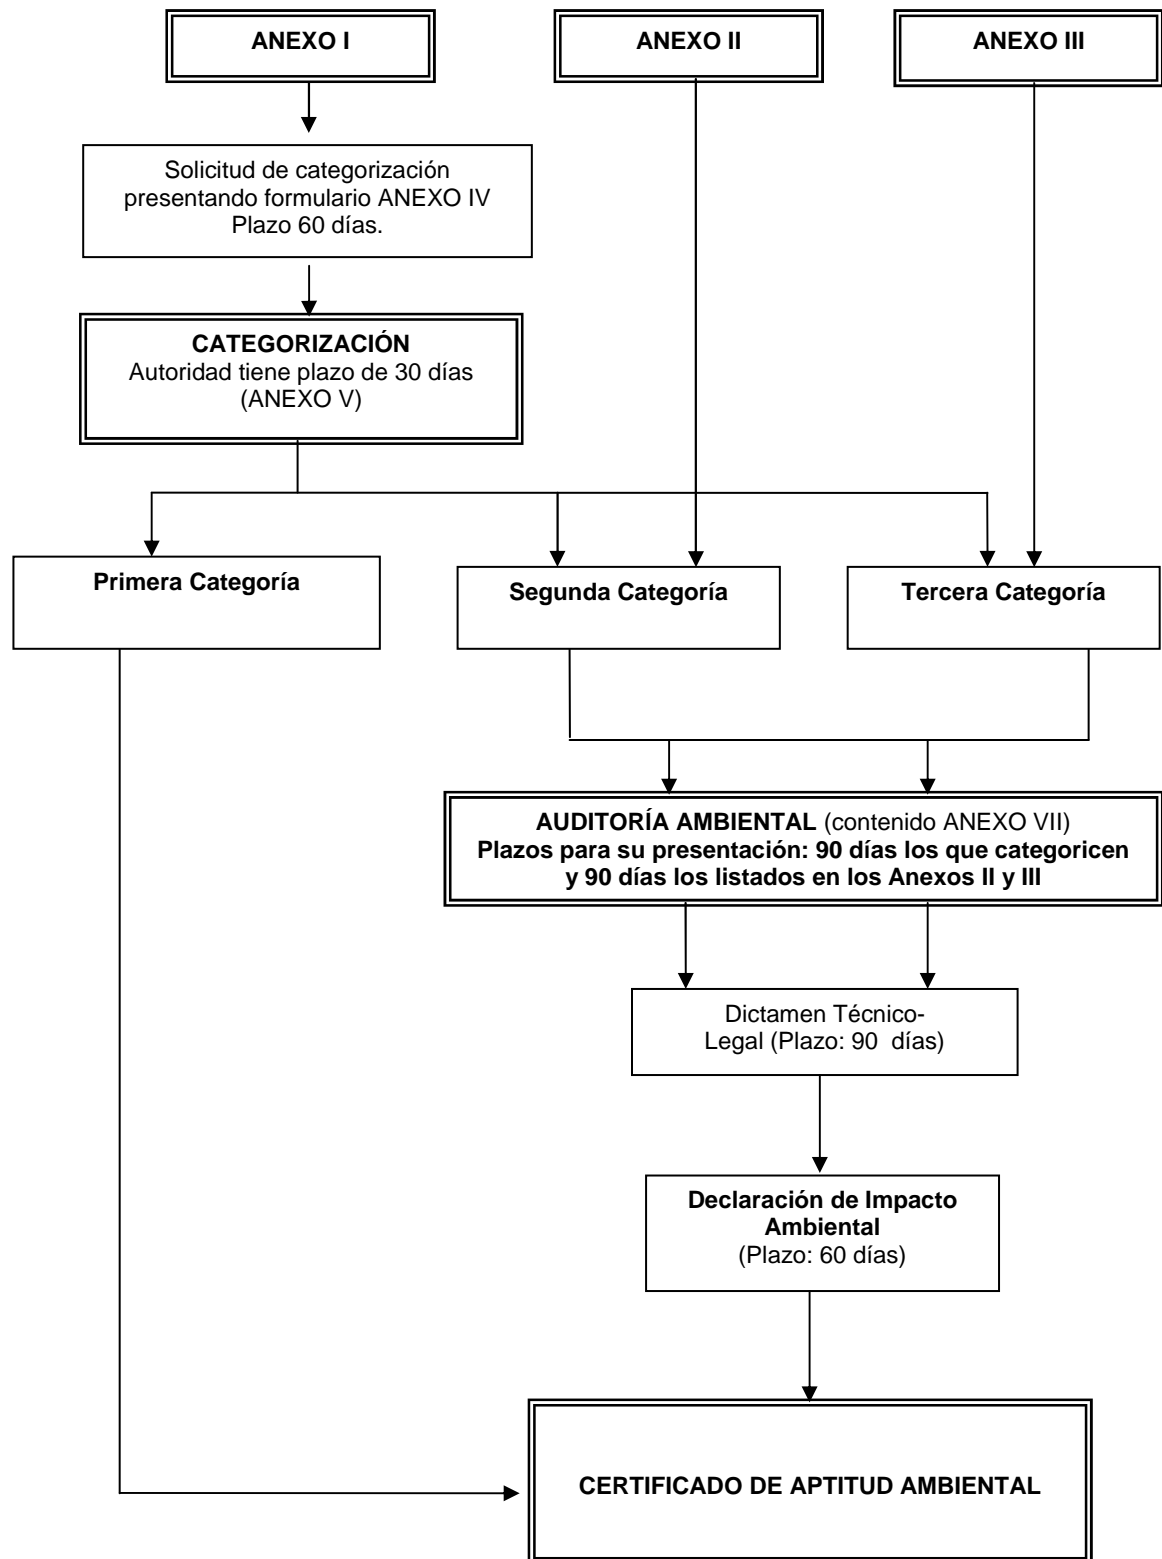 ANEXO I
ANEXO II
ANEXO III
Solicitud de categorización
presentando formulario ANEXO IV
Plazo 60 días.
CATEGORIZACIÓN
Autoridad tiene plazo de 30 días
(ANEXO V)
Primera Categoría
Segunda Categoría
Tercera Categoría
AUDITORÍA AMBIENTAL (contenido ANEXO VII)
Plazos para su presentación: 90 días los que categoricen
y 90 días los listados en los Anexos II y III
Dictamen Técnico-
Legal (Plazo: 90 días)
Declaración de Impacto
Ambiental
(Plazo: 60 días)
CERTIFICADO DE APTITUD AMBIENTAL